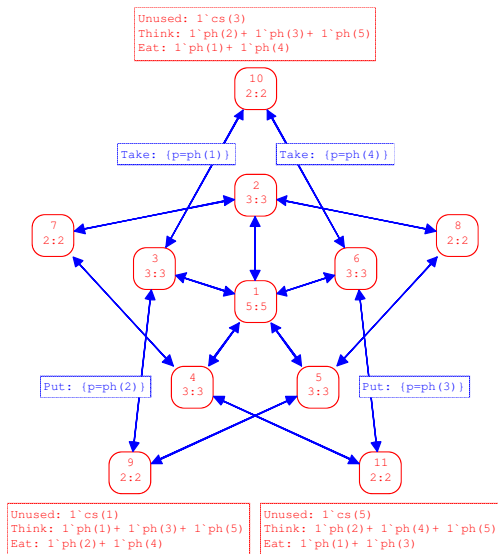 Unused: 1`cs(3)
Think: 1`ph(2)+ 1`ph(3)+ 1`ph(5)
Eat: 1`ph(1)+ 1`ph(4)
10
2:2
Take: {p=ph(1)}
Take: {p=ph(4)}
2
3:3
7
2:2
8
2:2
3
3:3
6
3:3
1
5:5
4
3:3
5
3:3
Put: {p=ph(2)}
Put: {p=ph(3)}
9
2:2
11
2:2
Unused: 1`cs(1)
Think: 1`ph(1)+ 1`ph(3)+ 1`ph(5)
Eat: 1`ph(2)+ 1`ph(4)
Unused: 1`cs(5)
Think: 1`ph(2)+ 1`ph(4)+ 1`ph(5)
Eat: 1`ph(1)+ 1`ph(3)